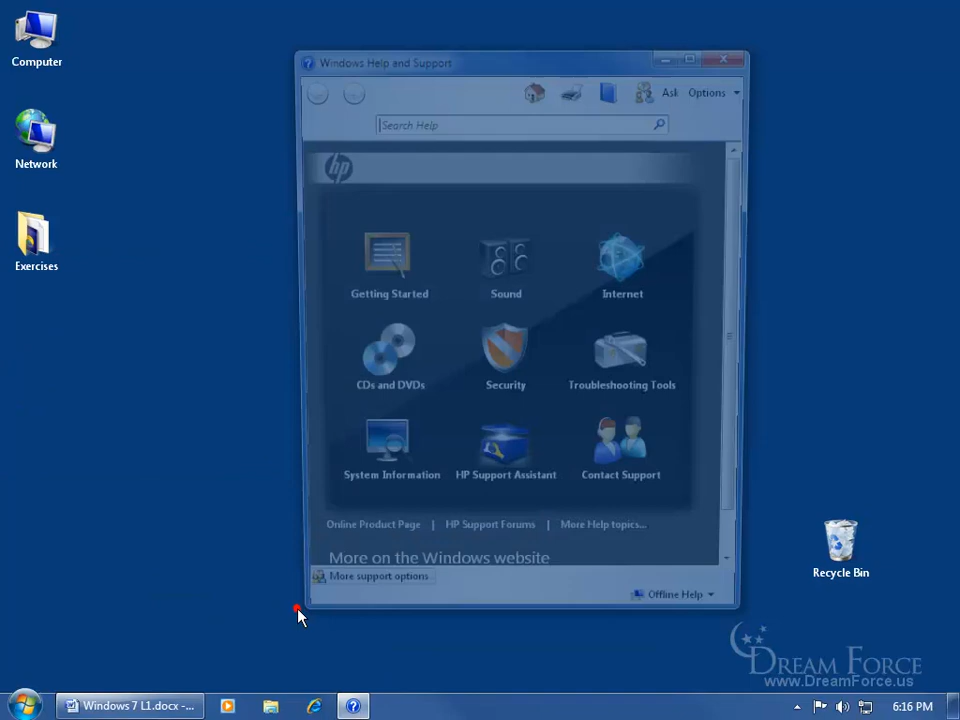 Computer
Network
Exercises
Windows Help and Support
Ask
Options
Search Help
hp
Getting Started
Sound
Internet
CDs and DVDs
Security
Troubleshooting Tools
System Information
HP Support Assistant
Contact Support
Online Product Page | HP Support Forums | More Help topics...
More on the Windows website
More support options
Offline Help
Recycle Bin
DREAM FORCE
www.DreamForce.us
Windows 7 L1.docx -...
6:16 PM